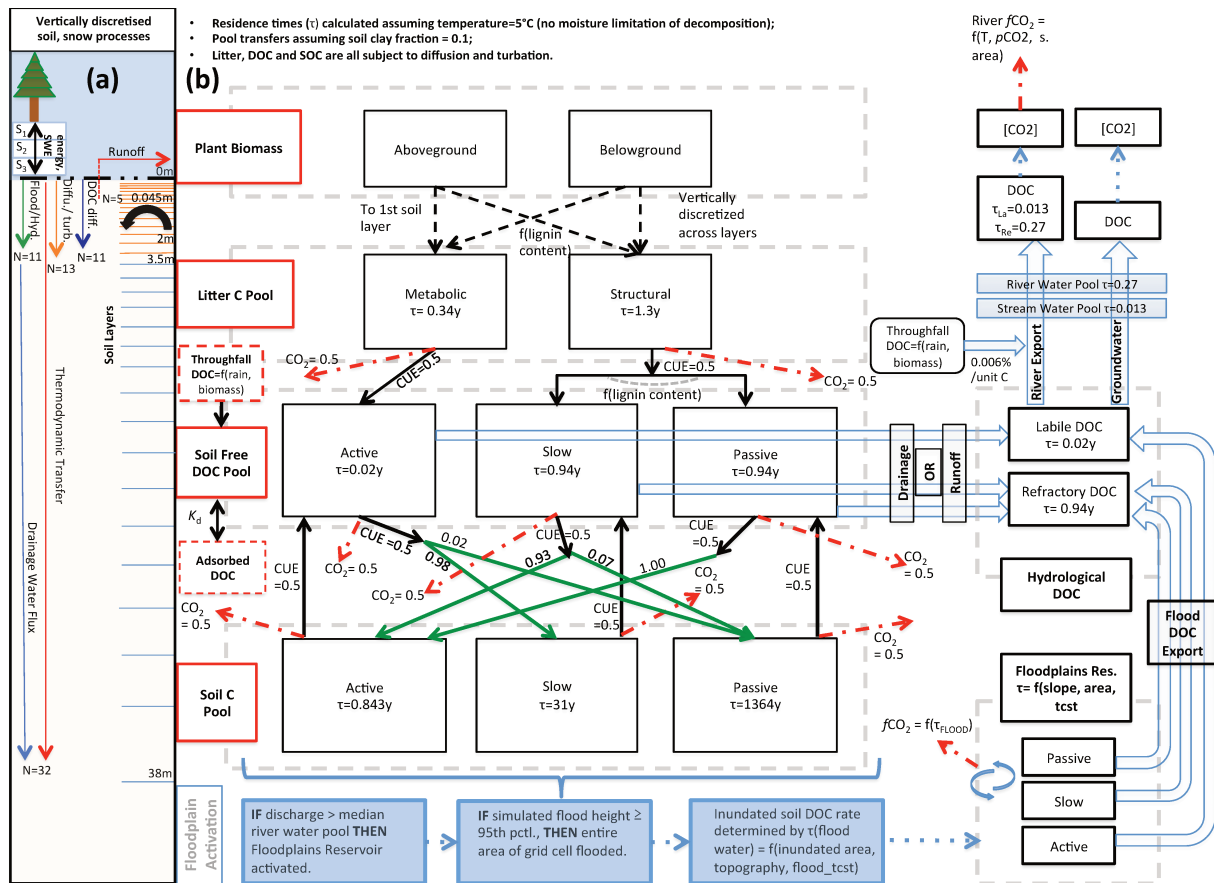 Vertically discretised
soil, snow processes
• Residence times (τ) calculated assuming temperature=5°C (no moisture limitation of decomposition);
• Pool transfers assuming soil clay fraction = 0.1;
• Litter, DOC and SOC are all subject to diffusion and turbation.
(a)
(b)
S1
S2
S3
energy,
SWE
Runoff
0m
N=5
0.045m
Flood/Hyd.
Diffu./ turb.
DOC diff.
2m
N=11
N=13
N=11
3.5m
Soil Layers
Thermodynamic Transfer
Drainage Water Flux
N=32
38m
Plant Biomass
Aboveground
Belowground
To 1st soil
layer
f(lignin
content)
Vertically
discretized
across layers
Litter C Pool
Metabolic
τ= 0.34y
Structural
τ=1.3y
Throughfall
DOC=f(rain,
biomass)
CO2= 0.5
CUE=0.5
CUE=0.5
CO2= 0.5
f(lignin content)
Soil Free
DOC Pool
Active
τ=0.02y
Slow
τ=0.94y
Passive
τ=0.94y
Kd
Adsorbed
DOC
CUE
=0.5
CUE =0.5
0.02
0.98
CO2= 0.5
CUE=0.5
0.93
0.07
CO2= 0.5
1.00
CUE
=0.5
CO2
= 0.5
CUE
=0.5
CUE
=0.5
CO2
= 0.5
CO2
= 0.5
CO2
= 0.5
Soil C
Pool
Active
τ=0.843y
Slow
τ=31y
Passive
τ=1364y
Floodplain
Activation
IF discharge > median
river water pool THEN
Floodplains Reservoir
activated.
IF simulated flood height ≥
95th pctl., THEN entire
area of grid cell flooded.
Inundated soil DOC rate
determined by τ(flood
water) = f(inundated area,
topography, flood_tcst)
River fCO2 =
f(T, pCO2, s.
area)
[CO2]
[CO2]
DOC
τLa=0.013
τRe=0.27
DOC
River Water Pool τ=0.27
Stream Water Pool τ=0.013
Throughfall
DOC=f(rain,
biomass)
0.006%
/unit C
River Export
Groundwater
Drainage
OR
Runoff
Labile DOC
τ= 0.02y
Refractory DOC
τ= 0.94y
Hydrological
DOC
Flood
DOC
Export
Floodplains Res.
τ= f(slope, area,
tcst
fCO2 = f(τFLOOD)
Passive
Slow
Active